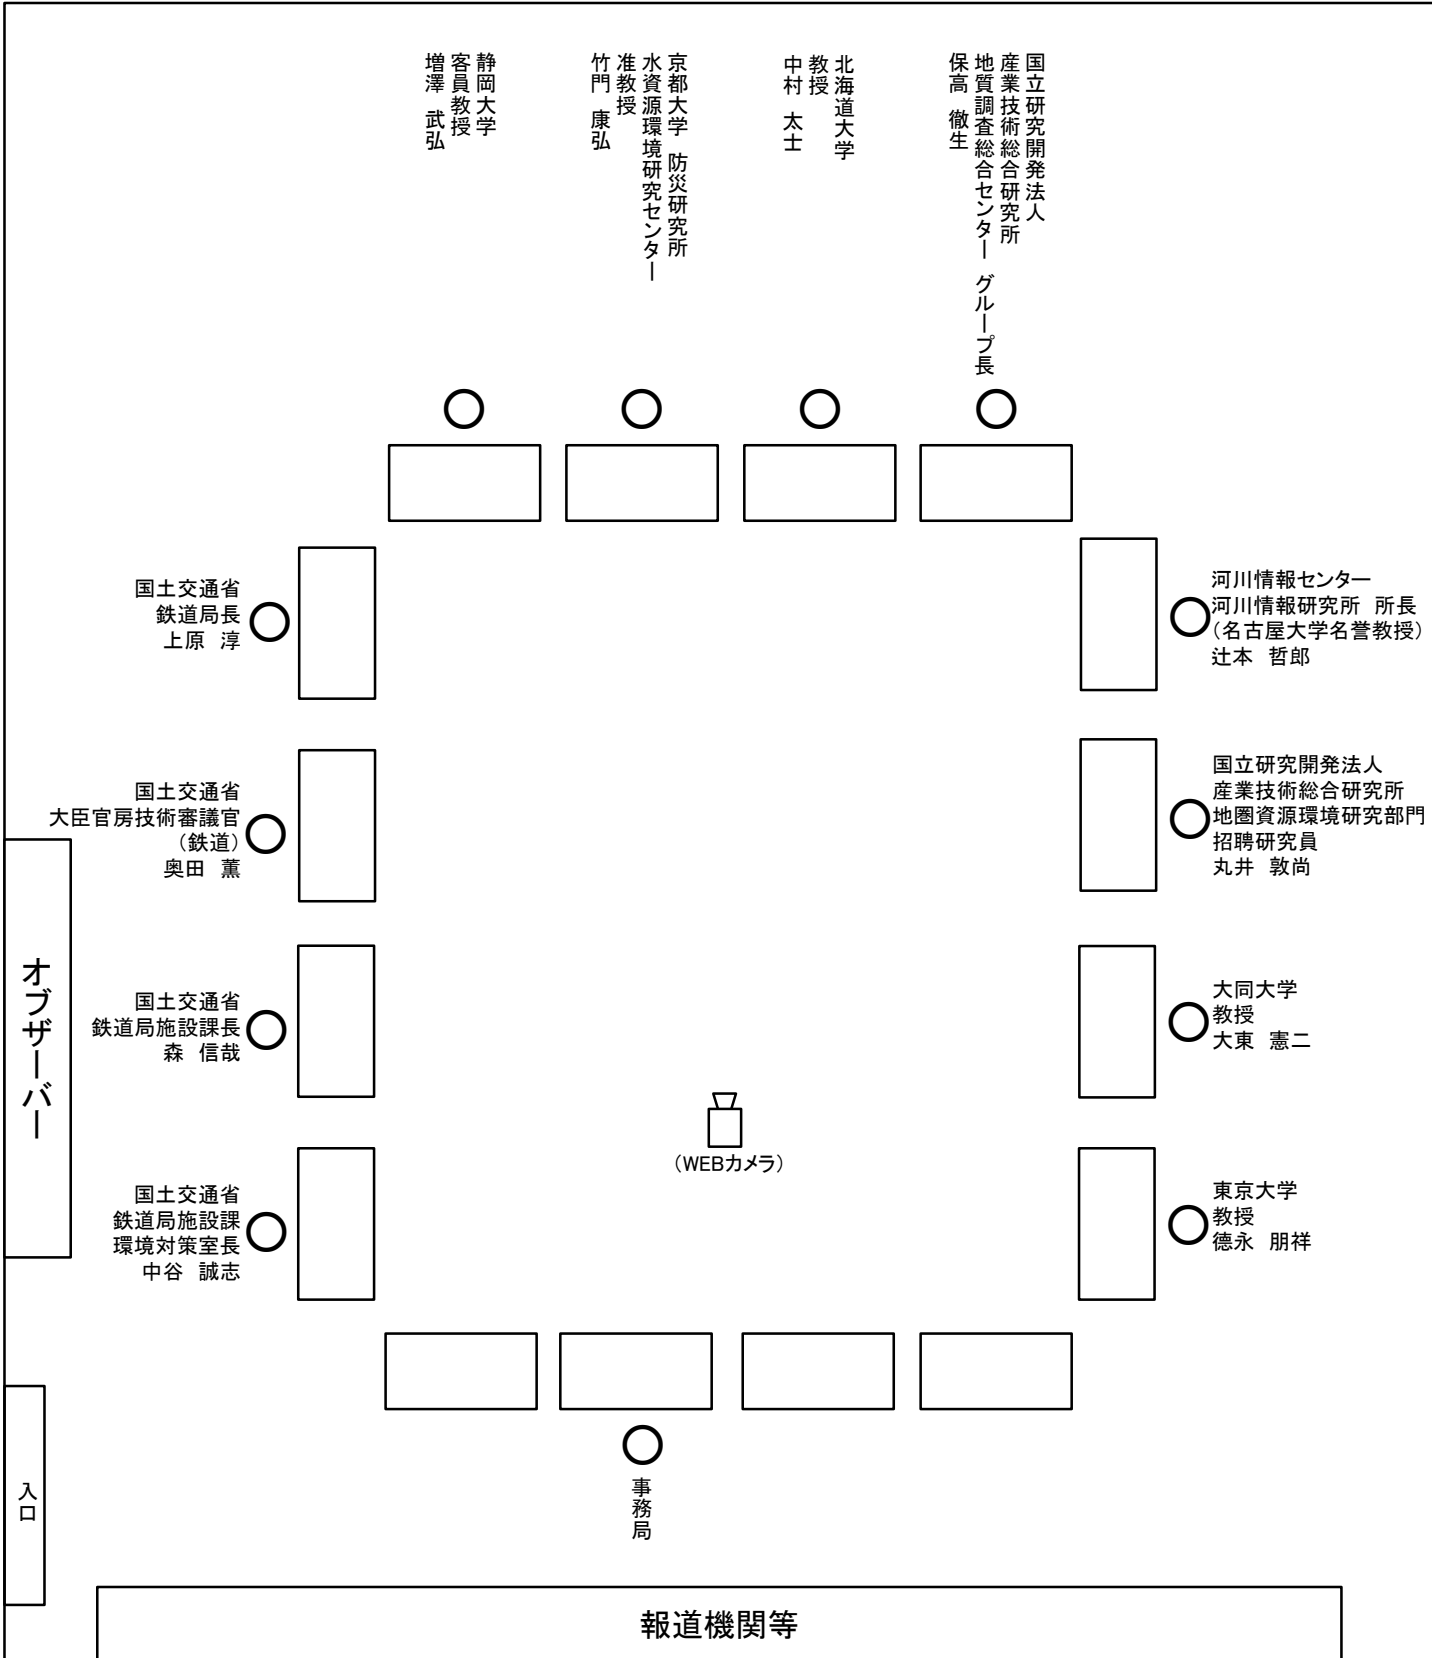 静岡大学
客員教授
増澤 武弘
京都大学 防災研究所
水資源環境研究センター
准教授
竹門 康弘
北海道大学
教授
中村 太士
国立研究開発法人
産業技術総合研究所
地質調査総合センター グループ長
保高 徹生
国土交通省
鉄道局長
上原 淳
河川情報センター
河川情報研究所 所長
(名古屋大学名誉教授)
辻本 哲郎
国土交通省
大臣官房技術審議官
(鉄道)
奥田 薫
国立研究開発法人
産業技術総合研究所
地圏資源環境研究部門
招聘研究員
丸井 敦尚
オブザーバー
国土交通省
鉄道局施設課長
森 信哉
大同大学
教授
大東 憲二
(WEBカメラ)
国土交通省
鉄道局施設課
環境対策室長
中谷 誠志
東京大学
教授
德永 朋祥
入口
事務局
報道機関等